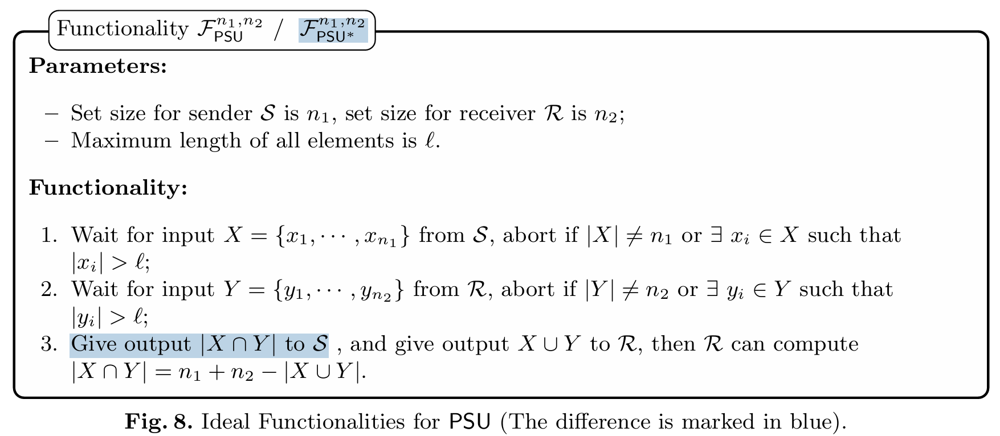 Functionality $\mathcal{F}_{\mathsf{PSU}}^{n_1,n_2}$ / $\mathcal{F}_{\mathsf{PSU}^*}^{n_1,n_2}$
Parameters:
– Set size for sender $\mathcal{S}$ is $n_1$, set size for receiver $\mathcal{R}$ is $n_2$;
– Maximum length of all elements is $\ell$.
Functionality:
1. Wait for input $X = \{x_1, \cdots, x_{n_1}\}$ from $\mathcal{S}$, abort if $|X| \neq n_1$ or $\exists\ x_i \in X$ such that
$|x_i| > \ell$;
2. Wait for input $Y = \{y_1, \cdots, y_{n_2}\}$ from $\mathcal{R}$, abort if $|Y| \neq n_2$ or $\exists\ y_i \in Y$ such that
$|y_i| > \ell$;
3. Give output $|X \cap Y|$ to $\mathcal{S}$ , and give output $X \cup Y$ to $\mathcal{R}$, then $\mathcal{R}$ can compute
$|X \cap Y| = n_1 + n_2 - |X \cup Y|$.
Fig. 8. Ideal Functionalities for PSU (The difference is marked in blue).